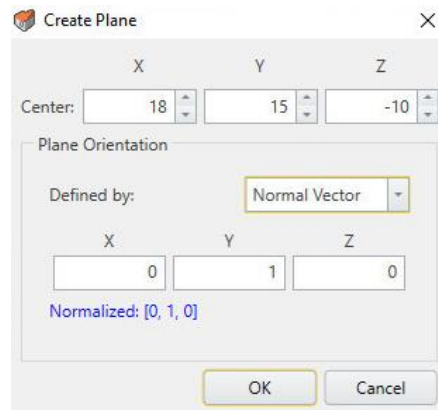 Create Plane
X Y Z
Center: 18 15 -10
Plane Orientation
Defined by: Normal Vector
X Y Z
0 1 0
Normalized: [0, 1, 0]
OK Cancel